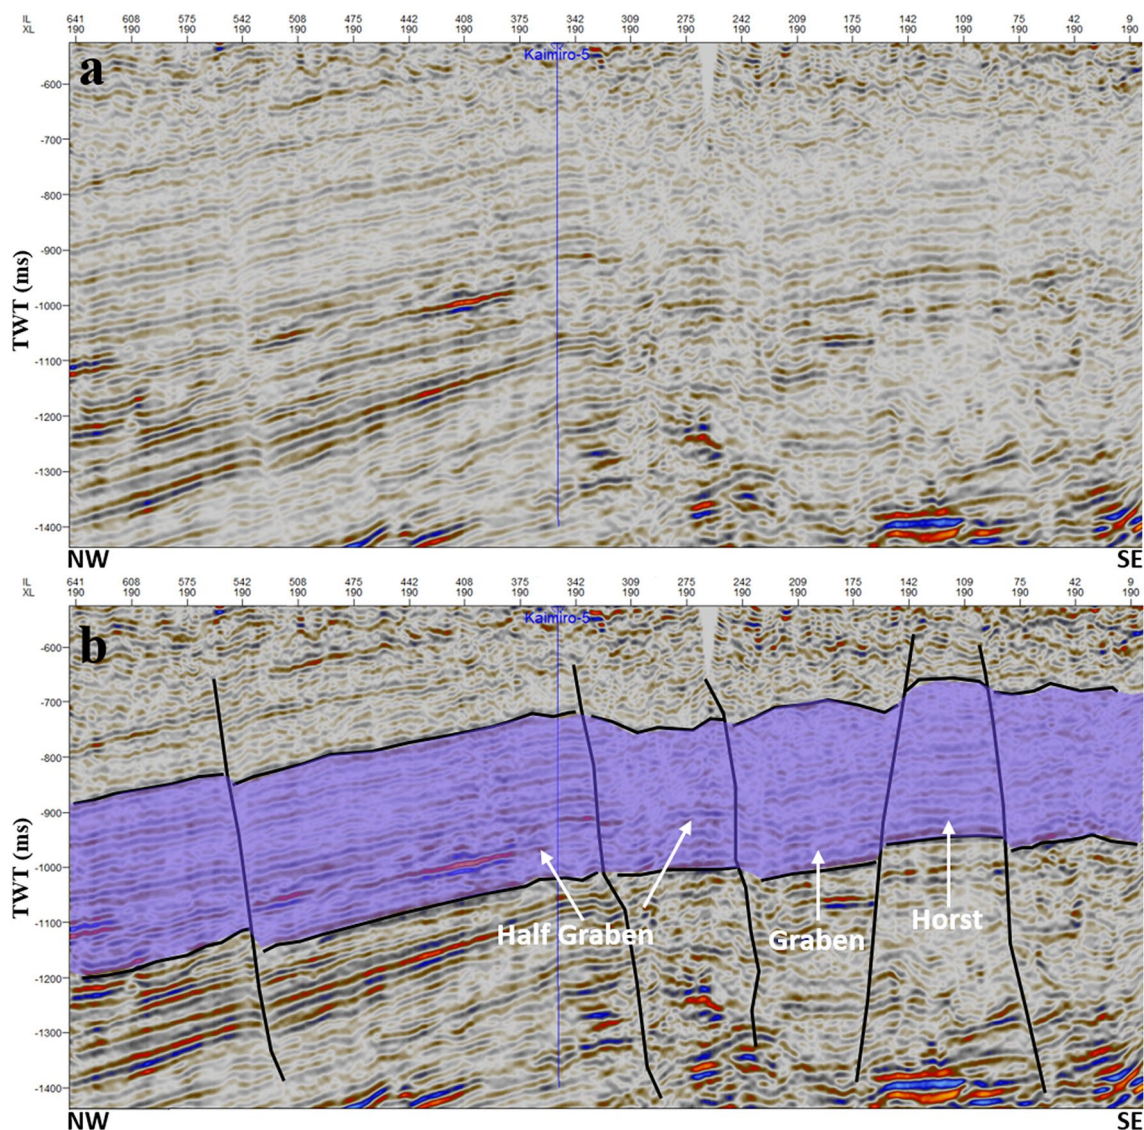 IL 641 608 575 542 508 475 442 408 375 342 309 275 242 209 175 142 109 75 42 9
XL 190 190 190 190 190 190 190 190 190 190 190 190 190 190 190 190 190 190 190 190
a
Kaimiro-5
-600
-700
-800
-900
-1000
-1100
-1200
-1300
-1400
TWT (ms)
NW SE
IL 641 608 575 542 508 475 442 408 375 342 309 275 242 209 175 142 109 75 42 9
XL 190 190 190 190 190 190 190 190 190 190 190 190 190 190 190 190 190 190 190 190
b
Kaimiro-5
-600
-700
-800
-900
-1000
-1100
-1200
-1300
-1400
TWT (ms)
Half Graben
Graben
Horst
NW SE